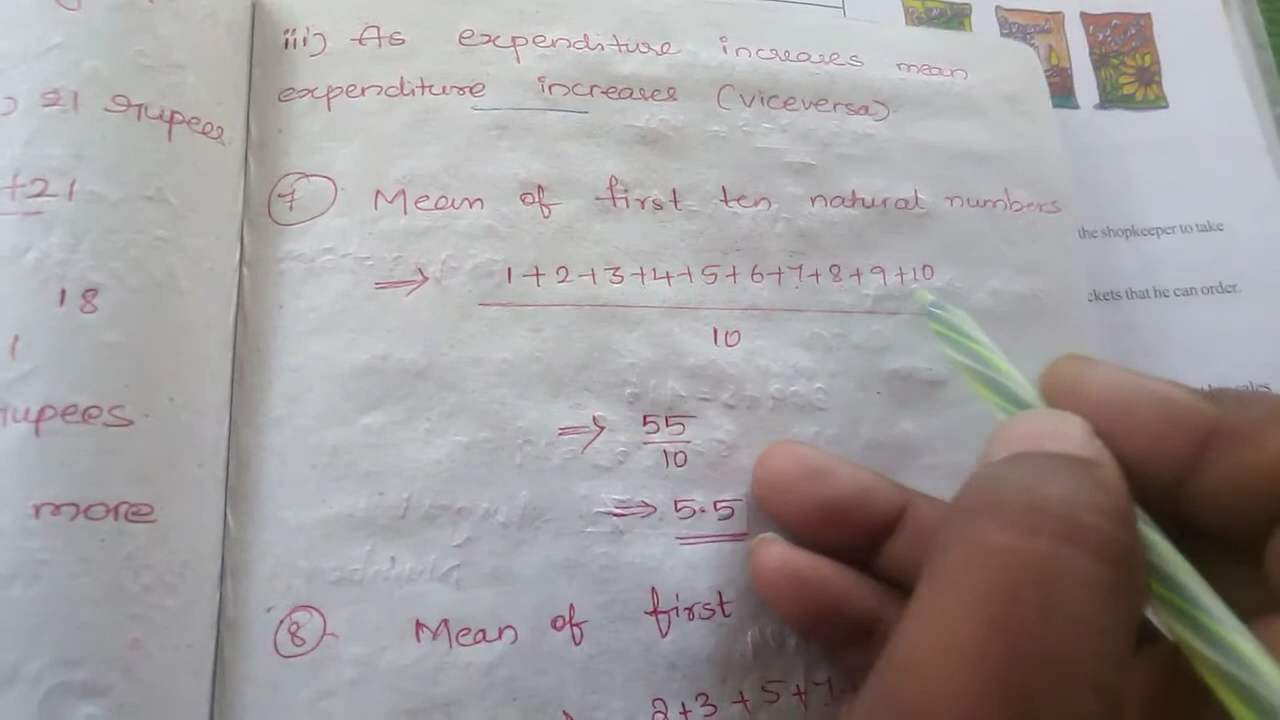 ) 21 rupees
+21
18
1
rupees
more
iii) As expenditure increases mean
expenditure increases (viceversa)
7 Mean of first ten natural numbers
⇒ 1+2+3+4+5+6+7+8+9+10
10
⇒ 55
10
⇒ 5.5
8 Mean of first
2+3+5+7
the shopkeeper to take
ckets that he can order.